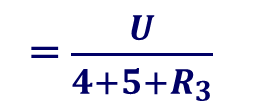 = U / (4+5+R₃)